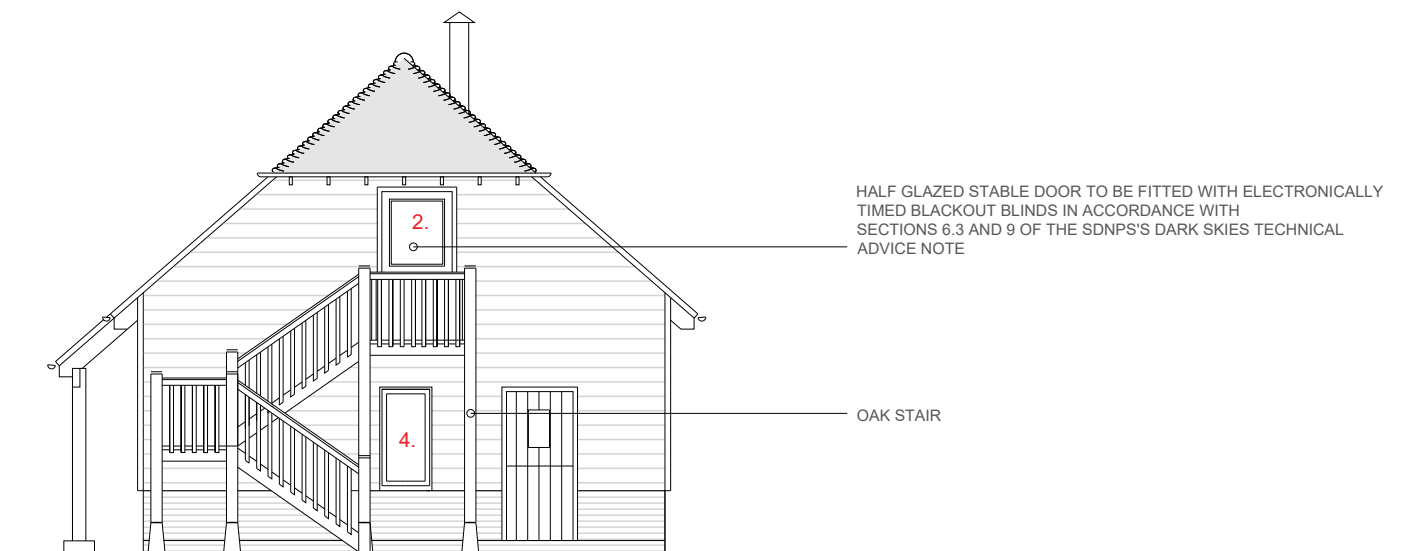 2.
HALF GLAZED STABLE DOOR TO BE FITTED WITH ELECTRONICALLY
TIMED BLACKOUT BLINDS IN ACCORDANCE WITH
SECTIONS 6.3 AND 9 OF THE SDNPS'S DARK SKIES TECHNICAL
ADVICE NOTE
4.
OAK STAIR